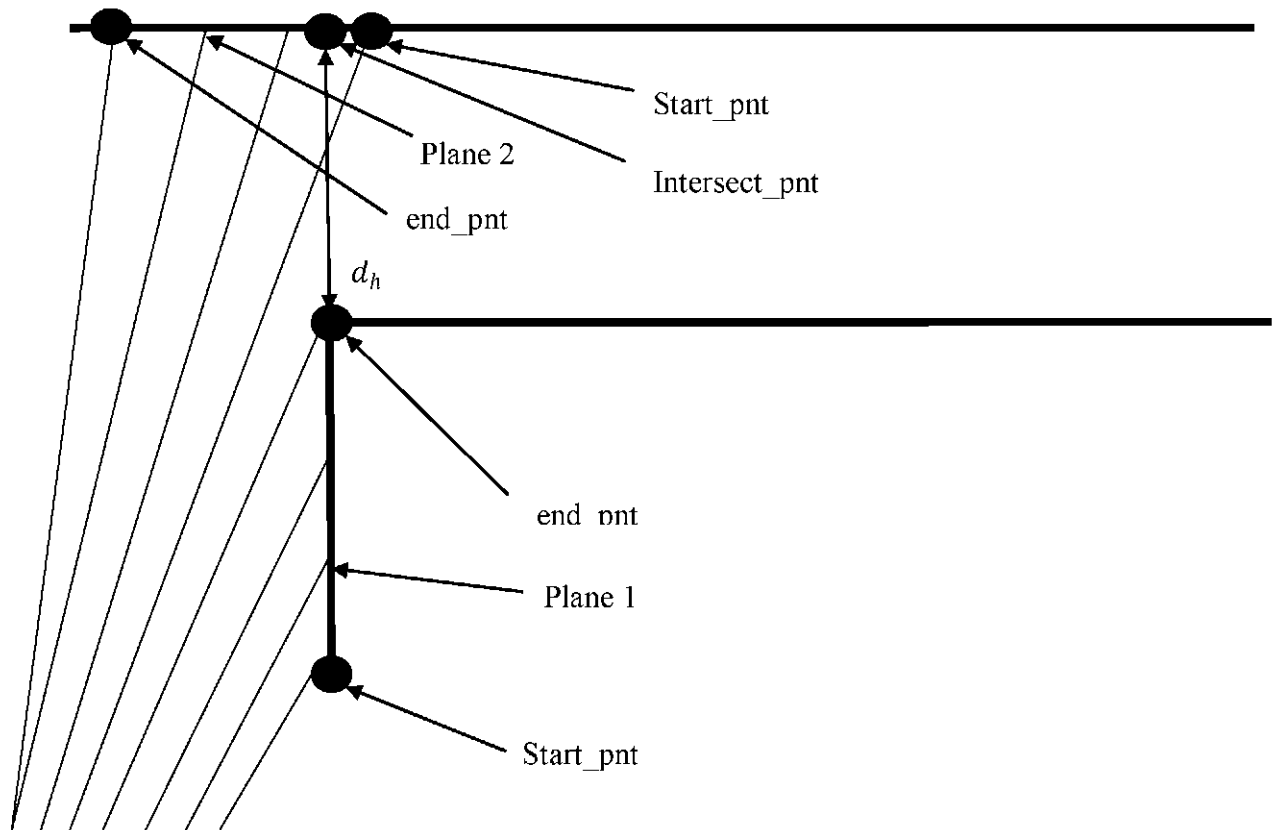 Start_pnt
Plane 2
Intersect_pnt
end_pnt
d_h
end_pnt
Plane 1
Start_pnt